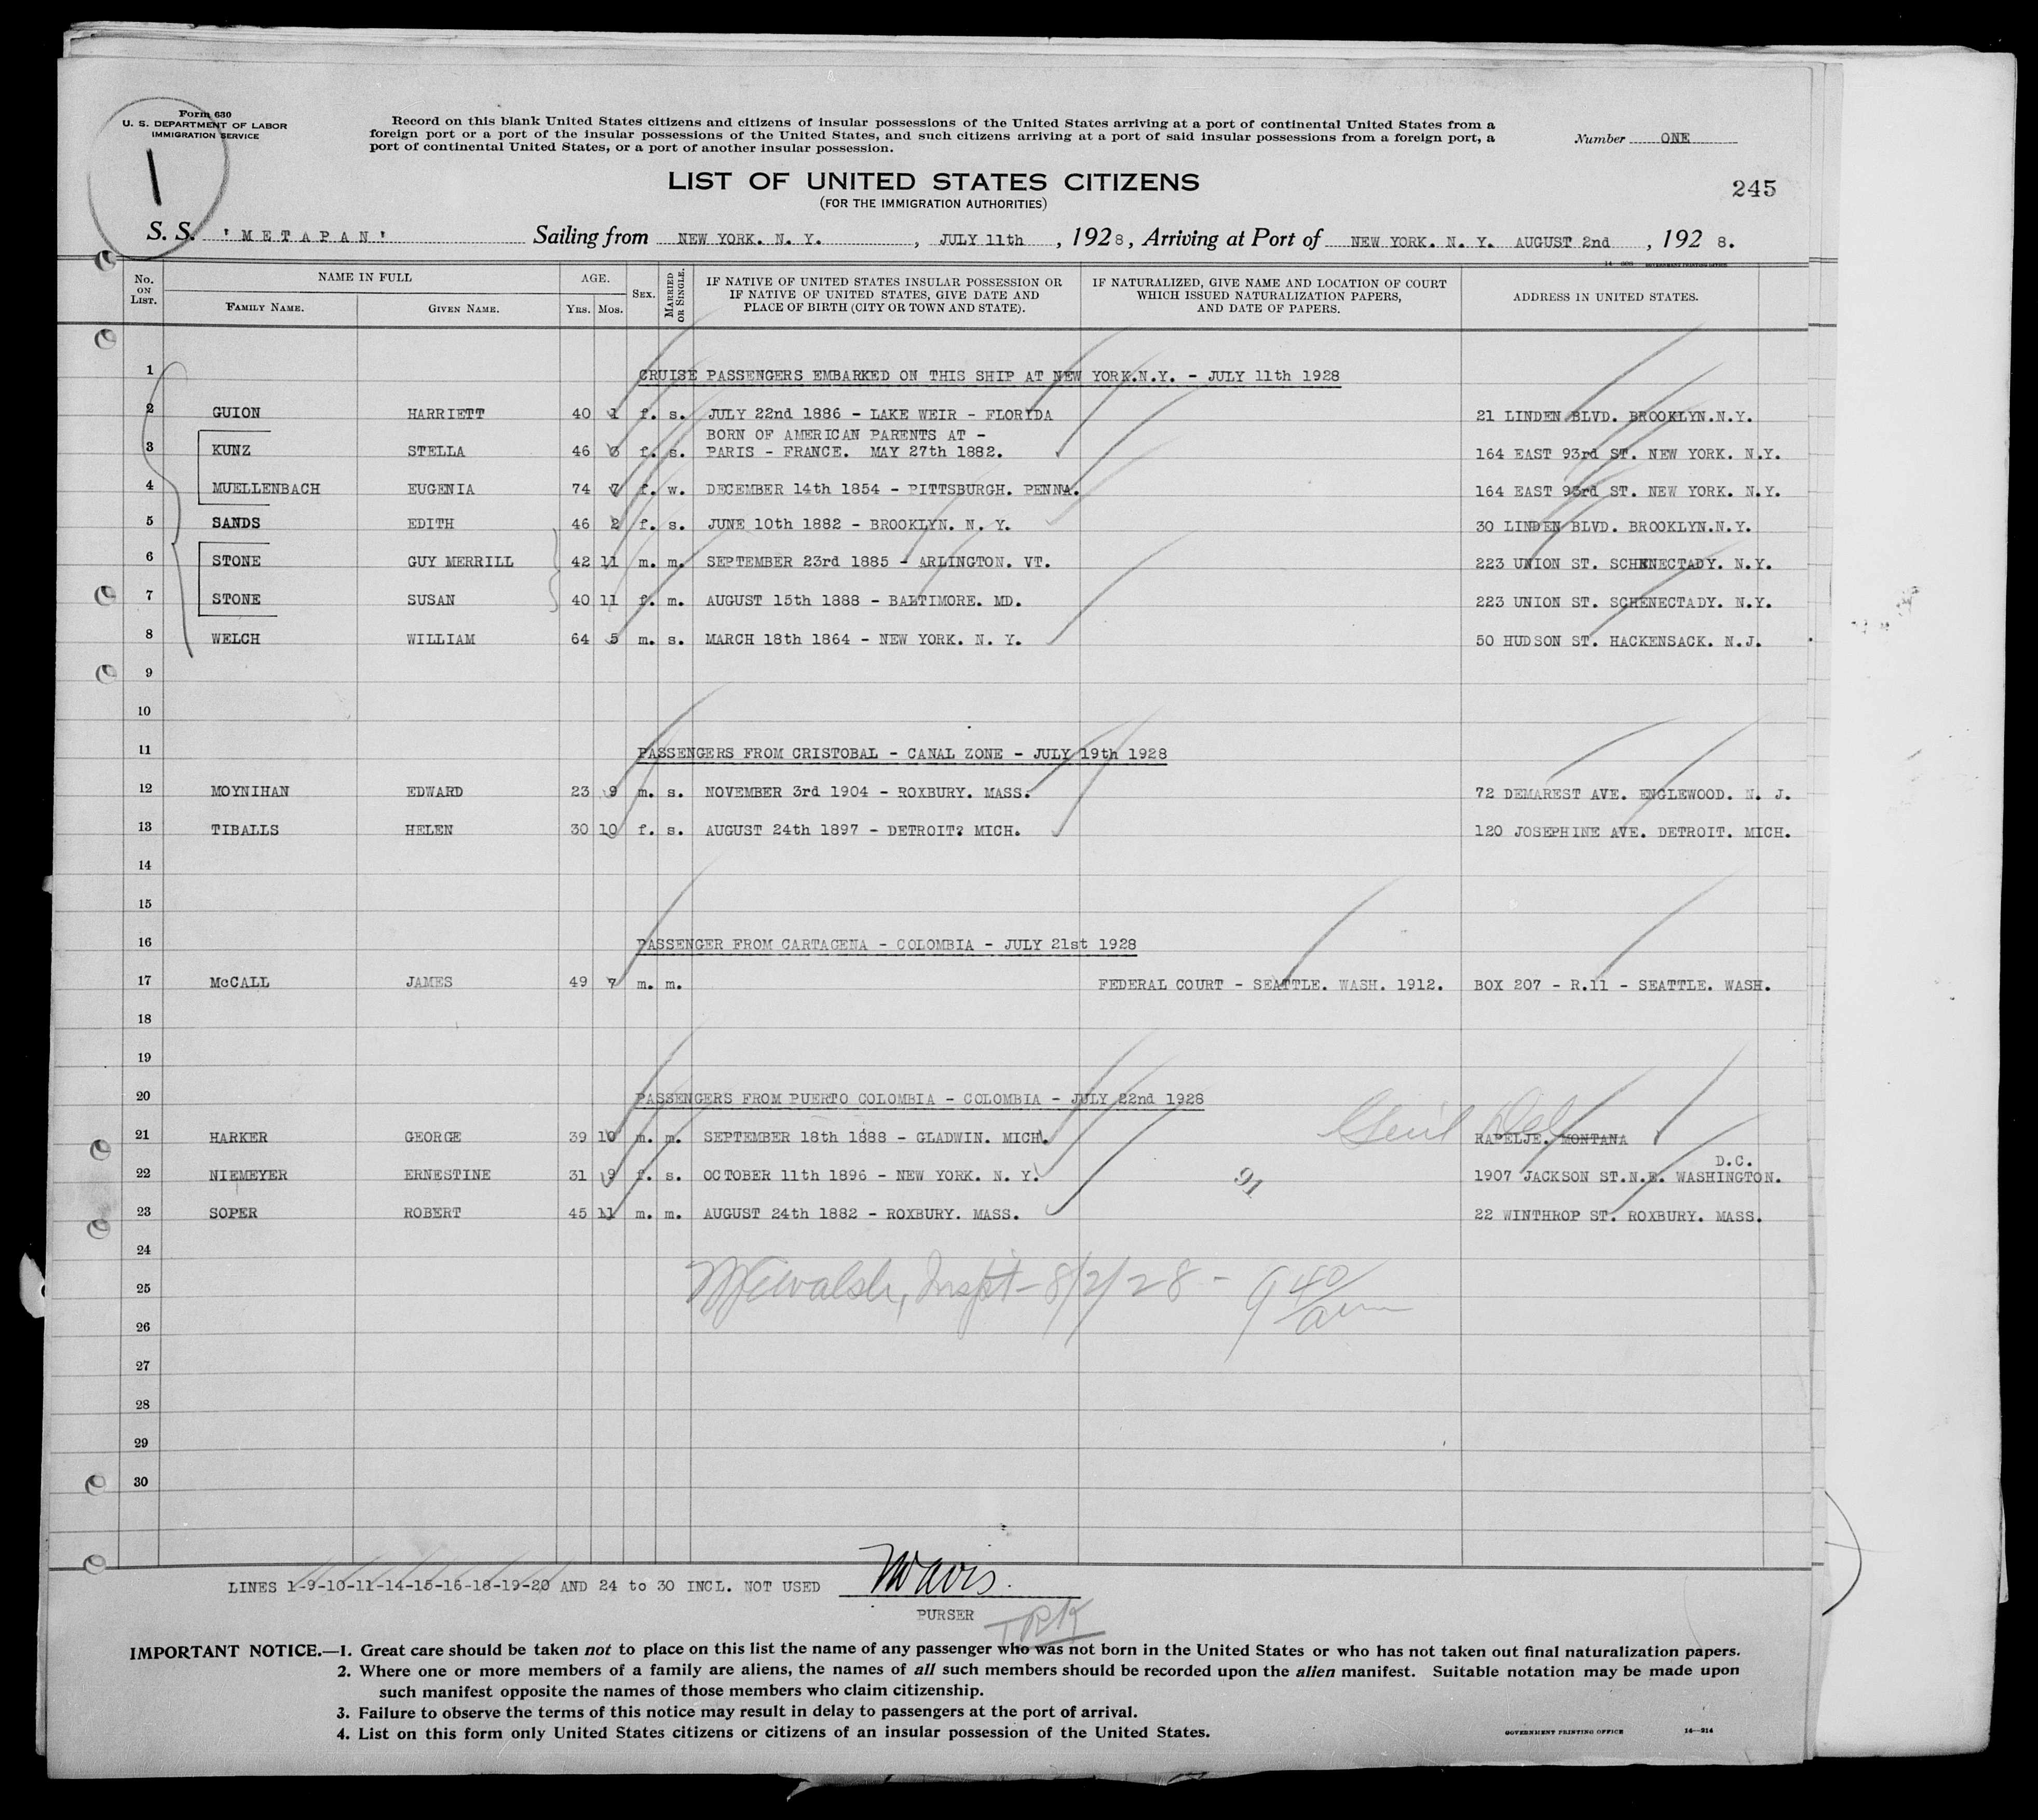 Form 630
U. S. DEPARTMENT OF LABOR
IMMIGRATION SERVICE
1
Record on this blank United States citizens and citizens of insular possessions of the United States arriving at a port of continental United States from a
foreign port or a port of the insular possessions of the United States, and such citizens arriving at a port of said insular possessions from a foreign port, a
port of continental United States, or a port of another insular possession.
Number ONE
LIST OF UNITED STATES CITIZENS
(FOR THE IMMIGRATION AUTHORITIES)
245
S. S. 'METAPAN' Sailing from NEW YORK. N. Y. , JULY 11th , 1928, Arriving at Port of NEW YORK. N. Y. AUGUST 2nd , 192 8.
No. ON LIST. NAME IN FULL FAMILY NAME. GIVEN NAME. AGE. YRS. MOS. SEX. MARRIED OR SINGLE. IF NATIVE OF UNITED STATES INSULAR POSSESSION OR IF NATIVE OF UNITED STATES, GIVE DATE AND PLACE OF BIRTH (CITY OR TOWN AND STATE). IF NATURALIZED, GIVE NAME AND LOCATION OF COURT WHICH ISSUED NATURALIZATION PAPERS, AND DATE OF PAPERS. ADDRESS IN UNITED STATES.
1 CRUISE PASSENGERS EMBARKED ON THIS SHIP AT NEW YORK.N.Y. - JULY 11th 1928
2 GUION HARRIETT 40 1 f. s. JULY 22nd 1886 - LAKE WEIR - FLORIDA 21 LINDEN BLVD. BROOKLYN.N.Y.
BORN OF AMERICAN PARENTS AT -
3 KUNZ STELLA 46 f. s. PARIS - FRANCE. MAY 27th 1882. 164 EAST 93rd ST. NEW YORK. N.Y.
4 MUELLENBACH EUGENIA 74 7 f. w. DECEMBER 14th 1854 - PITTSBURGH. PENNA. 164 EAST 93rd ST. NEW YORK. N.Y.
5 SANDS EDITH 46 2 f. s. JUNE 10th 1882 - BROOKLYN. N. Y. 30 LINDEN BLVD. BROOKLYN.N.Y.
6 STONE GUY MERRILL 42 11 m. m. SEPTEMBER 23rd 1885 - ARLINGTON. VT. 223 UNION ST. SCHENECTADY. N.Y.
7 STONE SUSAN 40 11 f. m. AUGUST 15th 1888 - BALTIMORE. MD. 223 UNION ST. SCHENECTADY. N.Y.
8 WELCH WILLIAM 64 5 m. s. MARCH 18th 1864 - NEW YORK. N. Y. 50 HUDSON ST. HACKENSACK. N.J.
9
10
11 PASSENGERS FROM CRISTOBAL - CANAL ZONE - JULY 19th 1928
12 MOYNIHAN EDWARD 23 9 m. s. NOVEMBER 3rd 1904 - ROXBURY. MASS. 72 DEMAREST AVE. ENGLEWOOD. N. J.
13 TIBALLS HELEN 30 10 f. s. AUGUST 24th 1897 - DETROIT? MICH. 120 JOSEPHINE AVE. DETROIT. MICH.
14
15
16 PASSENGER FROM CARTAGENA - COLOMBIA - JULY 21st 1928
17 McCALL JAMES 49 7 m. m. FEDERAL COURT - SEATTLE. WASH. 1912. BOX 207 - R.11 - SEATTLE. WASH.
18
19
20 PASSENGERS FROM PUERTO COLOMBIA - COLOMBIA - JULY 22nd 1928
Genl Del
21 HARKER GEORGE 39 10 m. m. SEPTEMBER 18th 1888 - GLADWIN. MICH. RAPELJE. MONTANA
D.C.
22 NIEMEYER ERNESTINE 31 9 f. s. OCTOBER 11th 1896 - NEW YORK. N. Y. 91 1907 JACKSON ST.N.E. WASHINGTON.
23 SOPER ROBERT 45 11 m. m. AUGUST 24th 1882 - ROXBURY. MASS. 22 WINTHROP ST. ROXBURY. MASS.
24
25 Walsh, Inspt - 8/2/28 - 9 40/am
26
27
28
29
30
LINES 1-9-10-11-14-15-16-18-19-20 AND 24 to 30 INCL. NOT USED
PURSER
TRK
IMPORTANT NOTICE.—1. Great care should be taken not to place on this list the name of any passenger who was not born in the United States or who has not taken out final naturalization papers.
2. Where one or more members of a family are aliens, the names of all such members should be recorded upon the alien manifest. Suitable notation may be made upon
such manifest opposite the names of those members who claim citizenship.
3. Failure to observe the terms of this notice may result in delay to passengers at the port of arrival.
4. List on this form only United States citizens or citizens of an insular possession of the United States.
GOVERNMENT PRINTING OFFICE 14—314